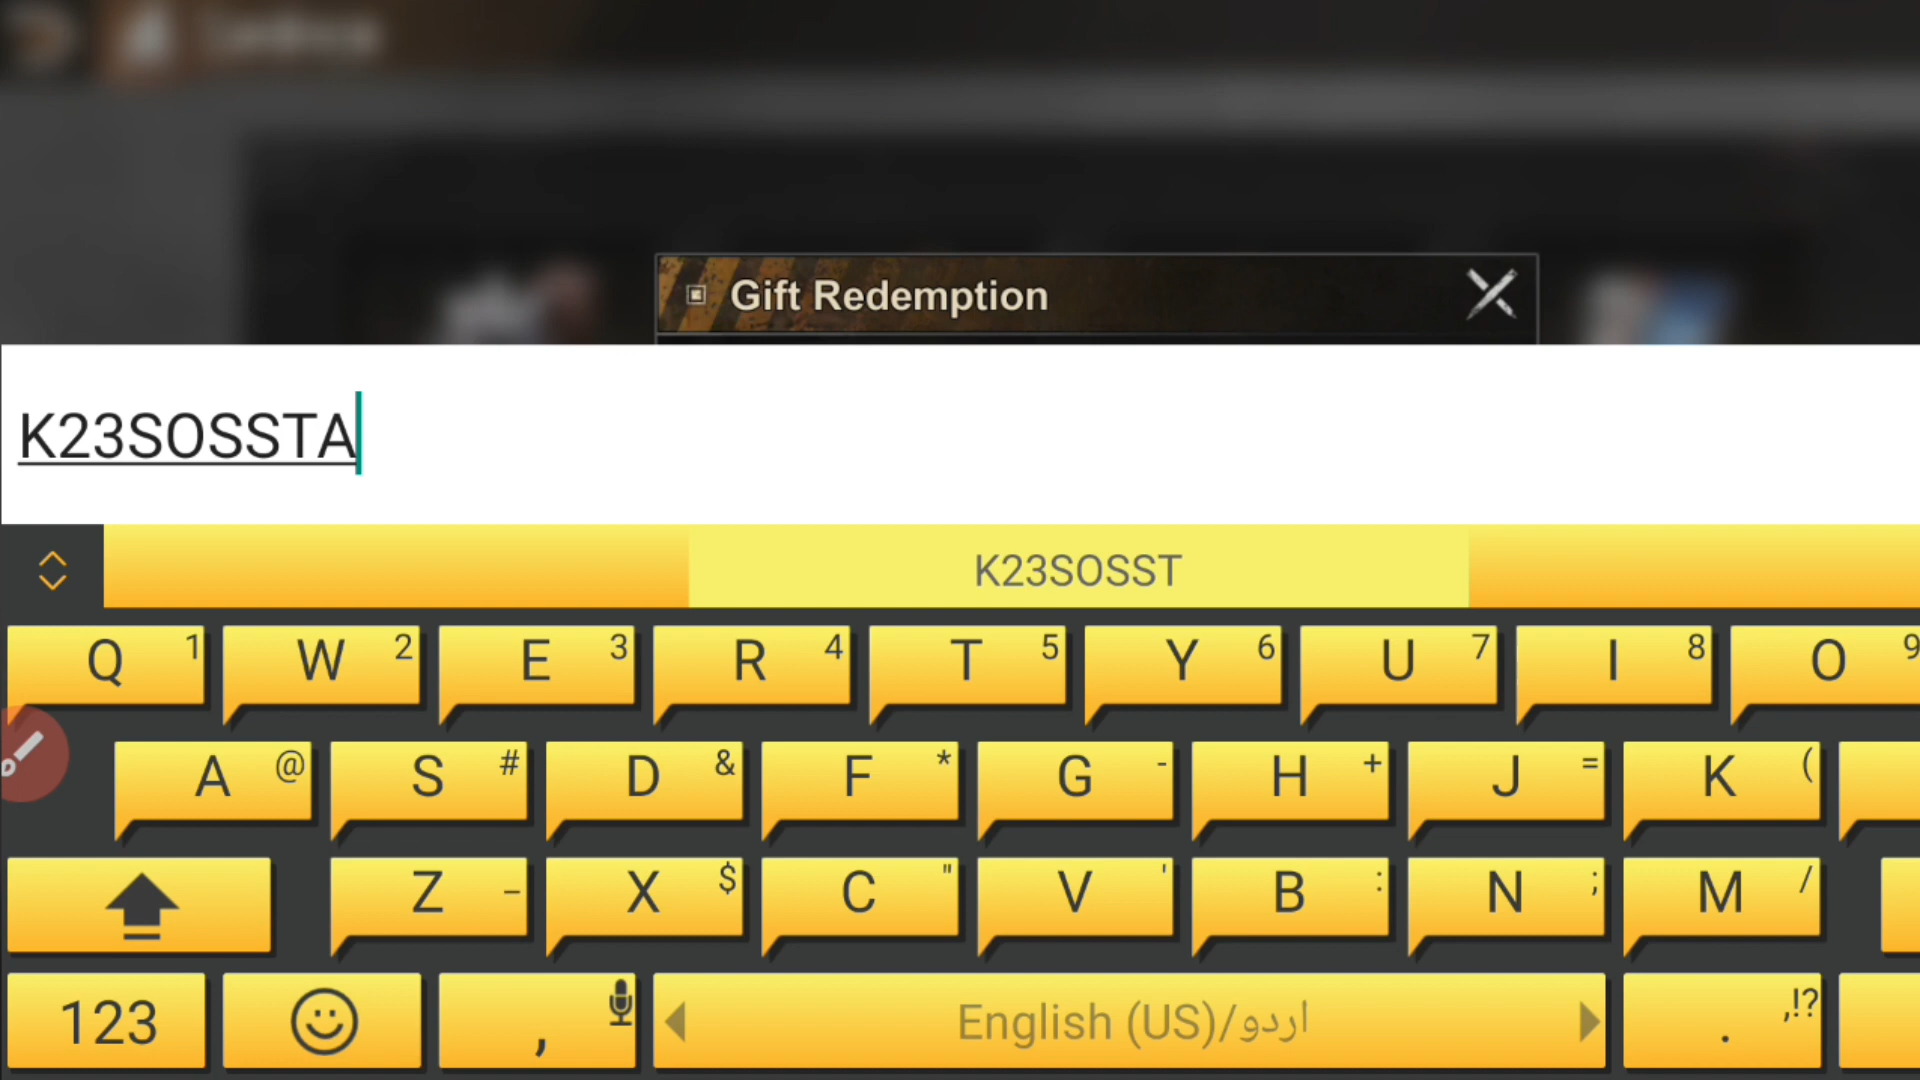 Gift Redemption
K23SOSSTA
K23SOSST
Q 1 W 2 E 3 R 4 T 5 Y 6 U 7 I 8 O 9
A @ S # D & F * G - H + J = K (
Z _ X $ C " V ' B : N ; M /
123 , English (US)/اردو . ,!?